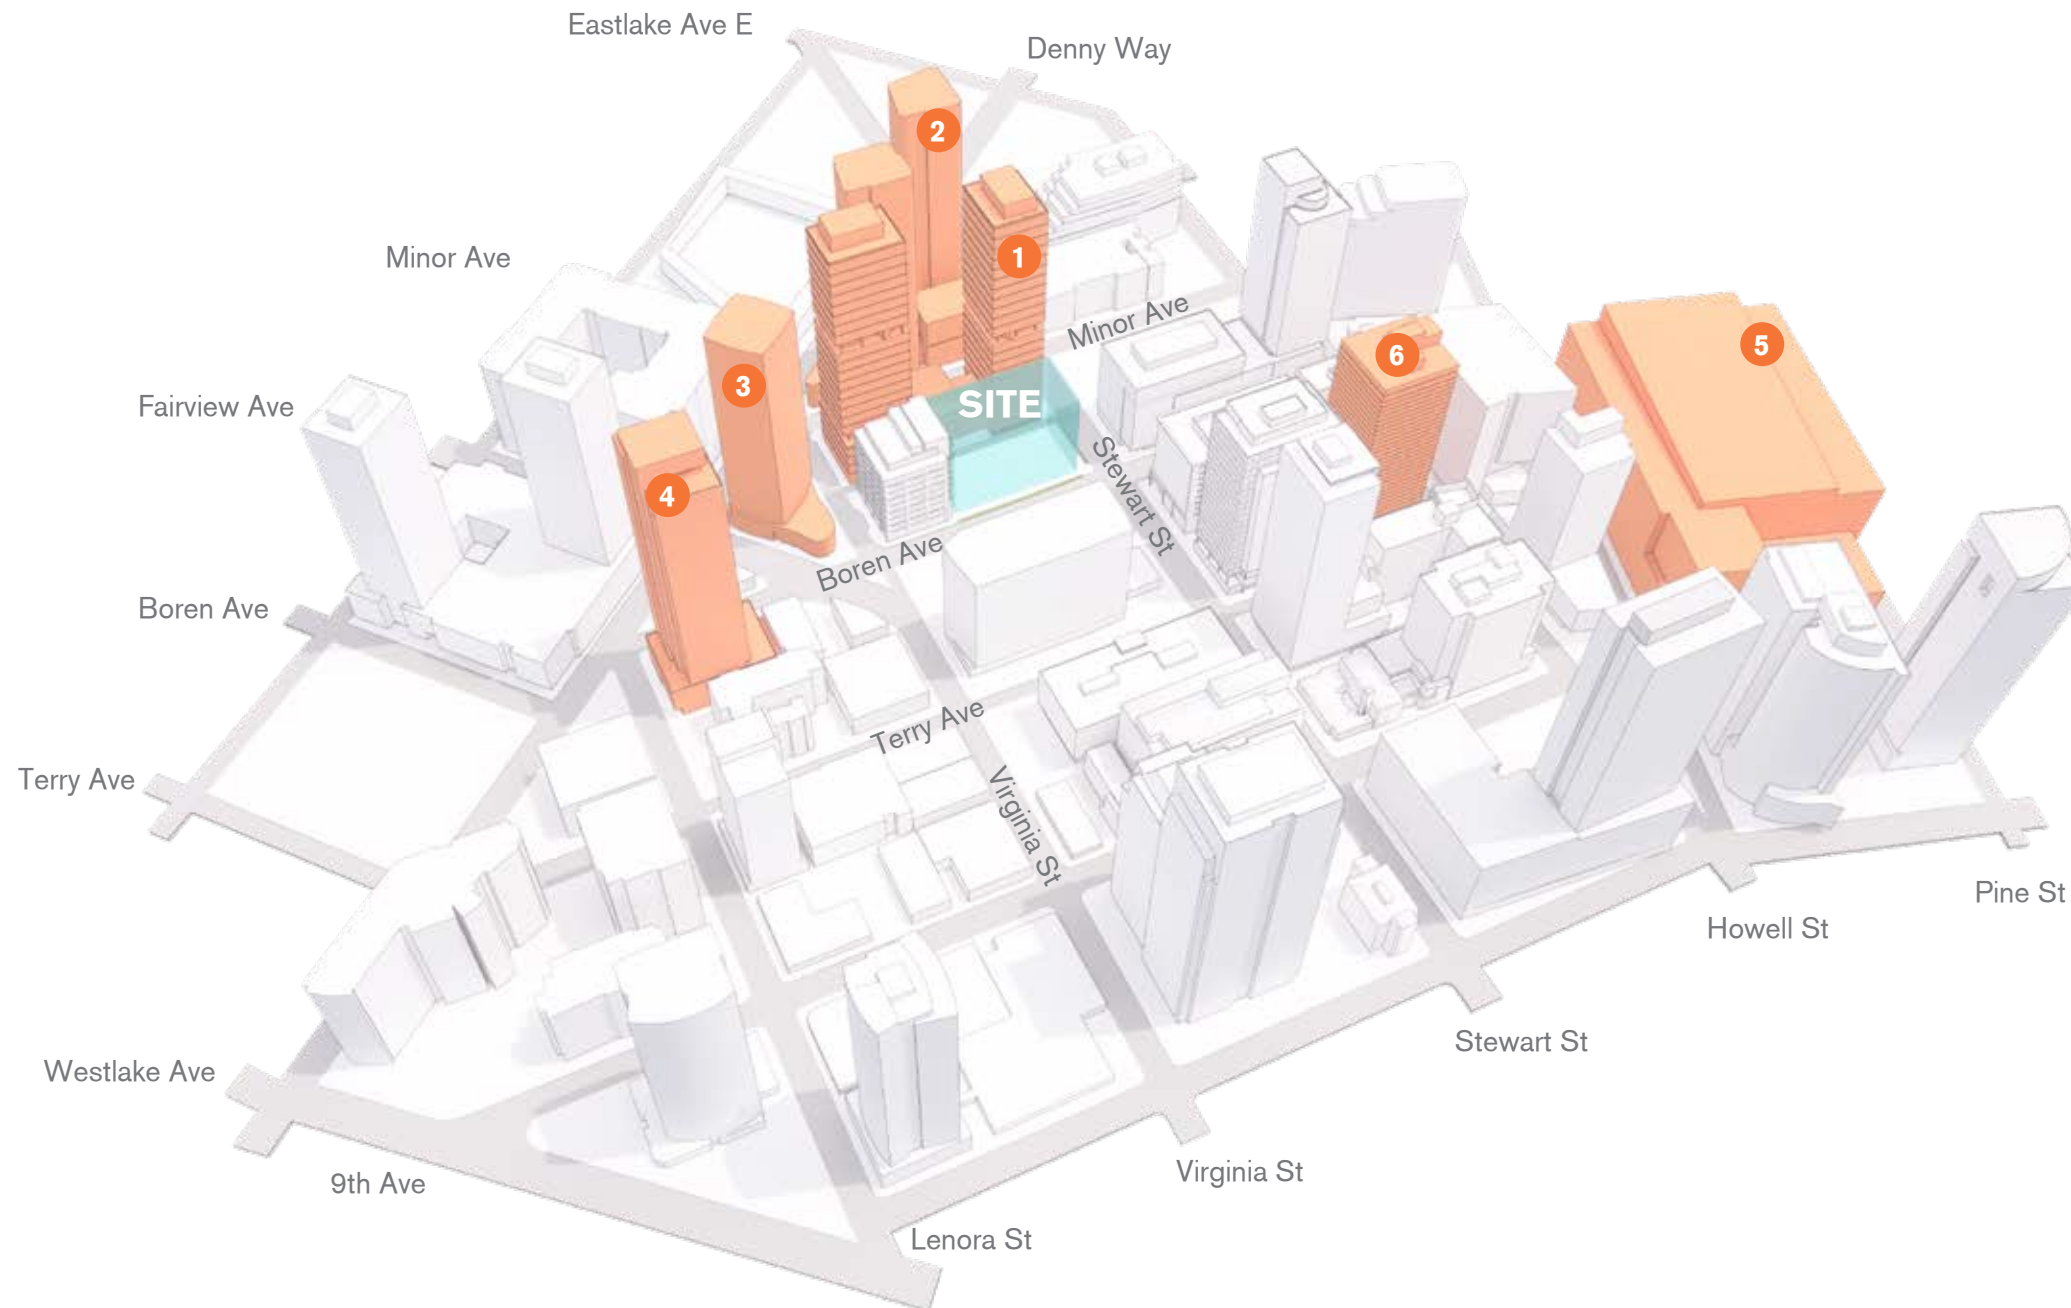 Eastlake Ave E
Denny Way
2
Minor Ave
1
Minor Ave
6
5
3
SITE
Fairview Ave
4
Stewart St
Boren Ave
Boren Ave
Terry Ave
Terry Ave
Virginia St
Pine St
Howell St
Stewart St
Westlake Ave
9th Ave
Virginia St
Lenora St